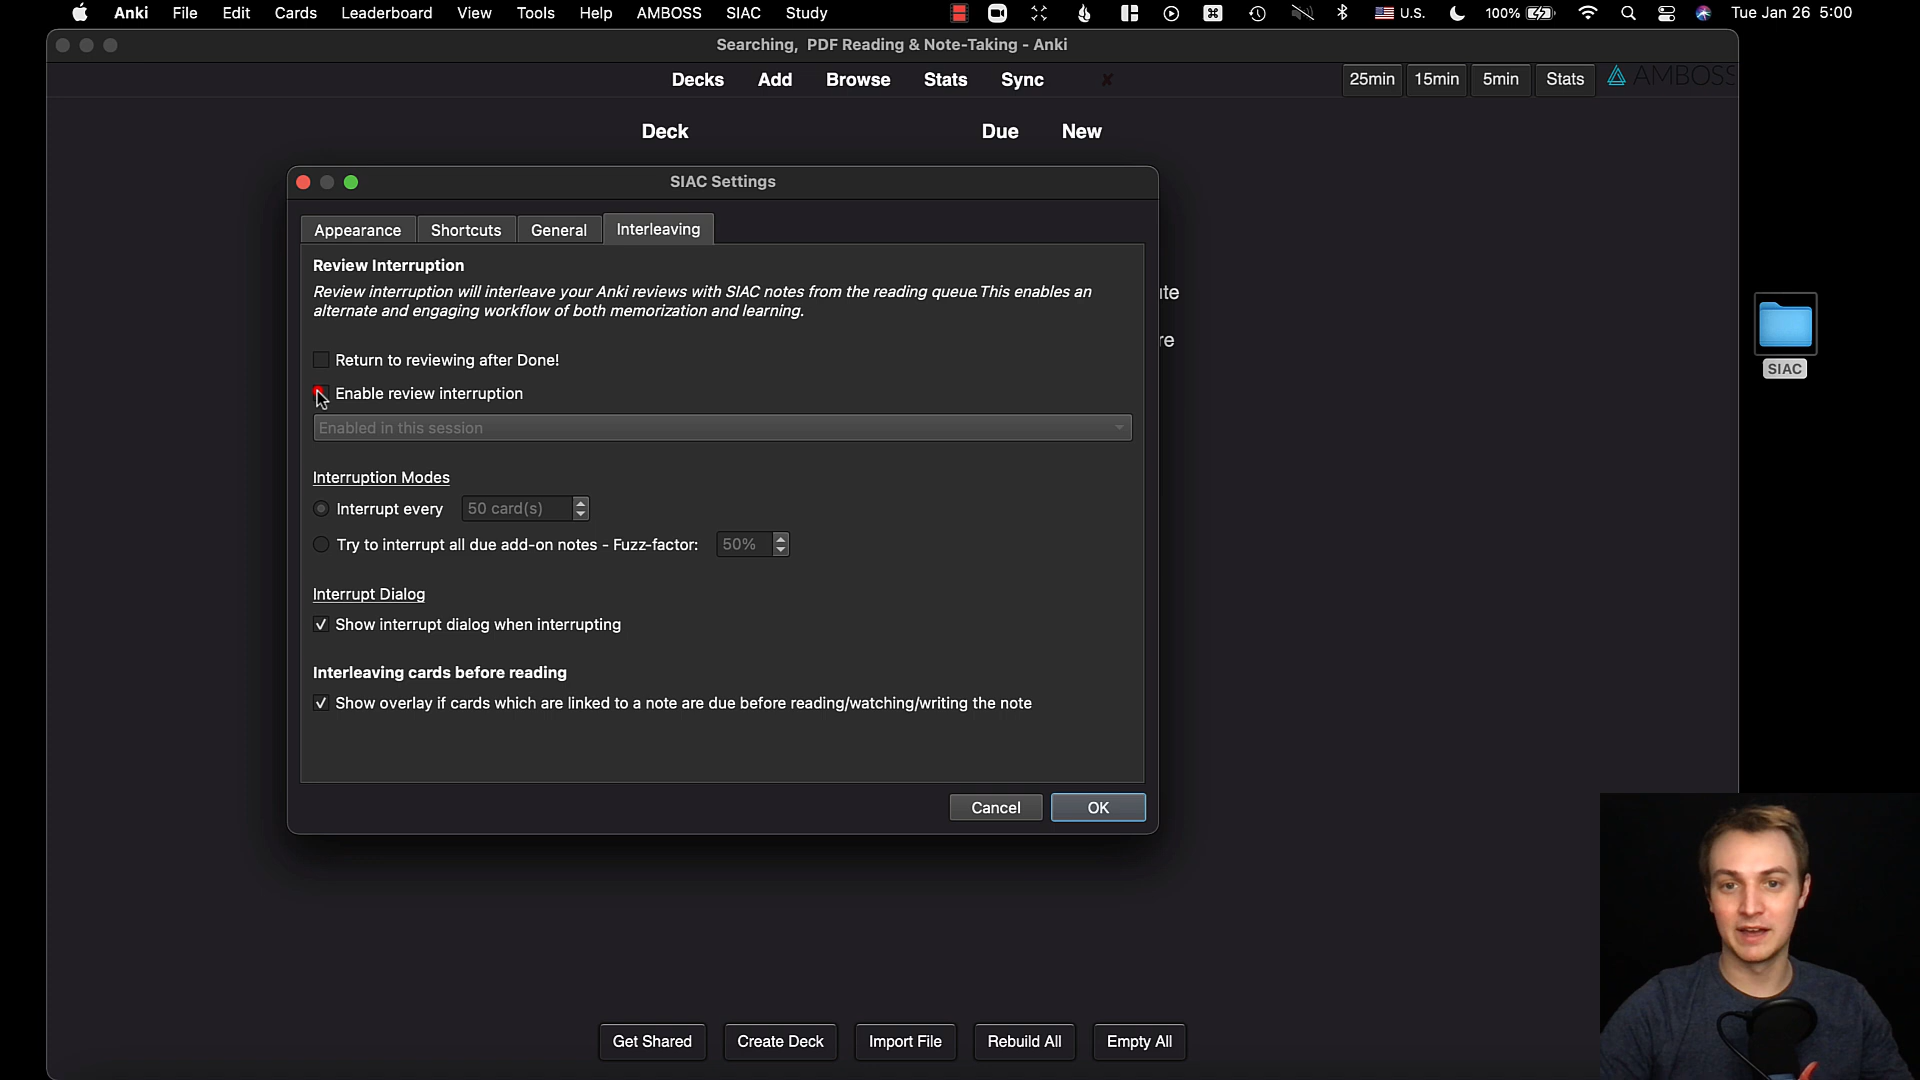 Anki File Edit Cards Leaderboard View Tools Help AMBOSS SIAC Study U.S. 100% Tue Jan 26 5:00
Searching, PDF Reading & Note-Taking - Anki
Decks Add Browse Stats Sync 25min 15min 5min Stats AMBOSS
Deck Due New
SIAC Settings
Appearance Shortcuts General Interleaving
Review Interruption
Review interruption will interleave your Anki reviews with SIAC notes from the reading queue.This enables an
alternate and engaging workflow of both memorization and learning.
ite
re
Return to reviewing after Done!
SIAC
Enable review interruption
Enabled in this session
Interruption Modes
Interrupt every 50 card(s)
Try to interrupt all due add-on notes - Fuzz-factor: 50%
Interrupt Dialog
Show interrupt dialog when interrupting
Interleaving cards before reading
Show overlay if cards which are linked to a note are due before reading/watching/writing the note
Cancel OK
Get Shared Create Deck Import File Rebuild All Empty All